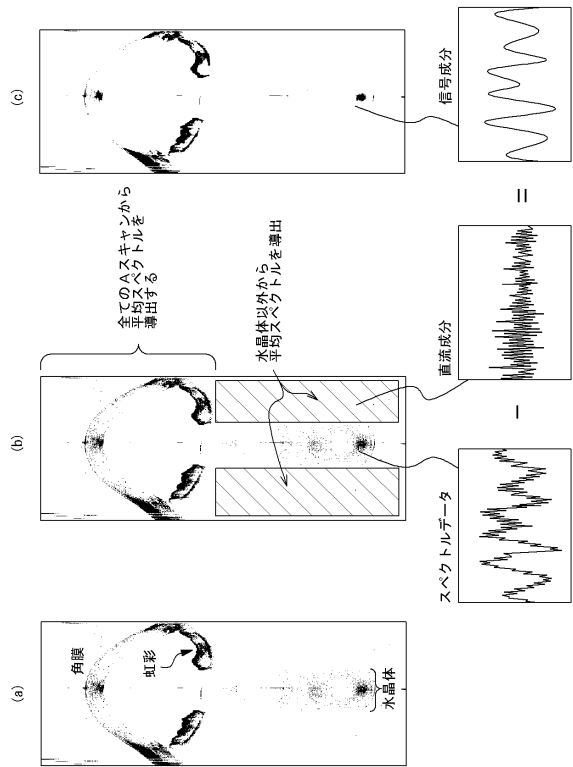 (a)
角膜
虹彩
水晶体
(b)
全てのAスキャンから
平均スペクトルを
導出する
水晶体以外から
平均スペクトルを導出
スペクトルデータ
−
直流成分
=
(c)
信号成分